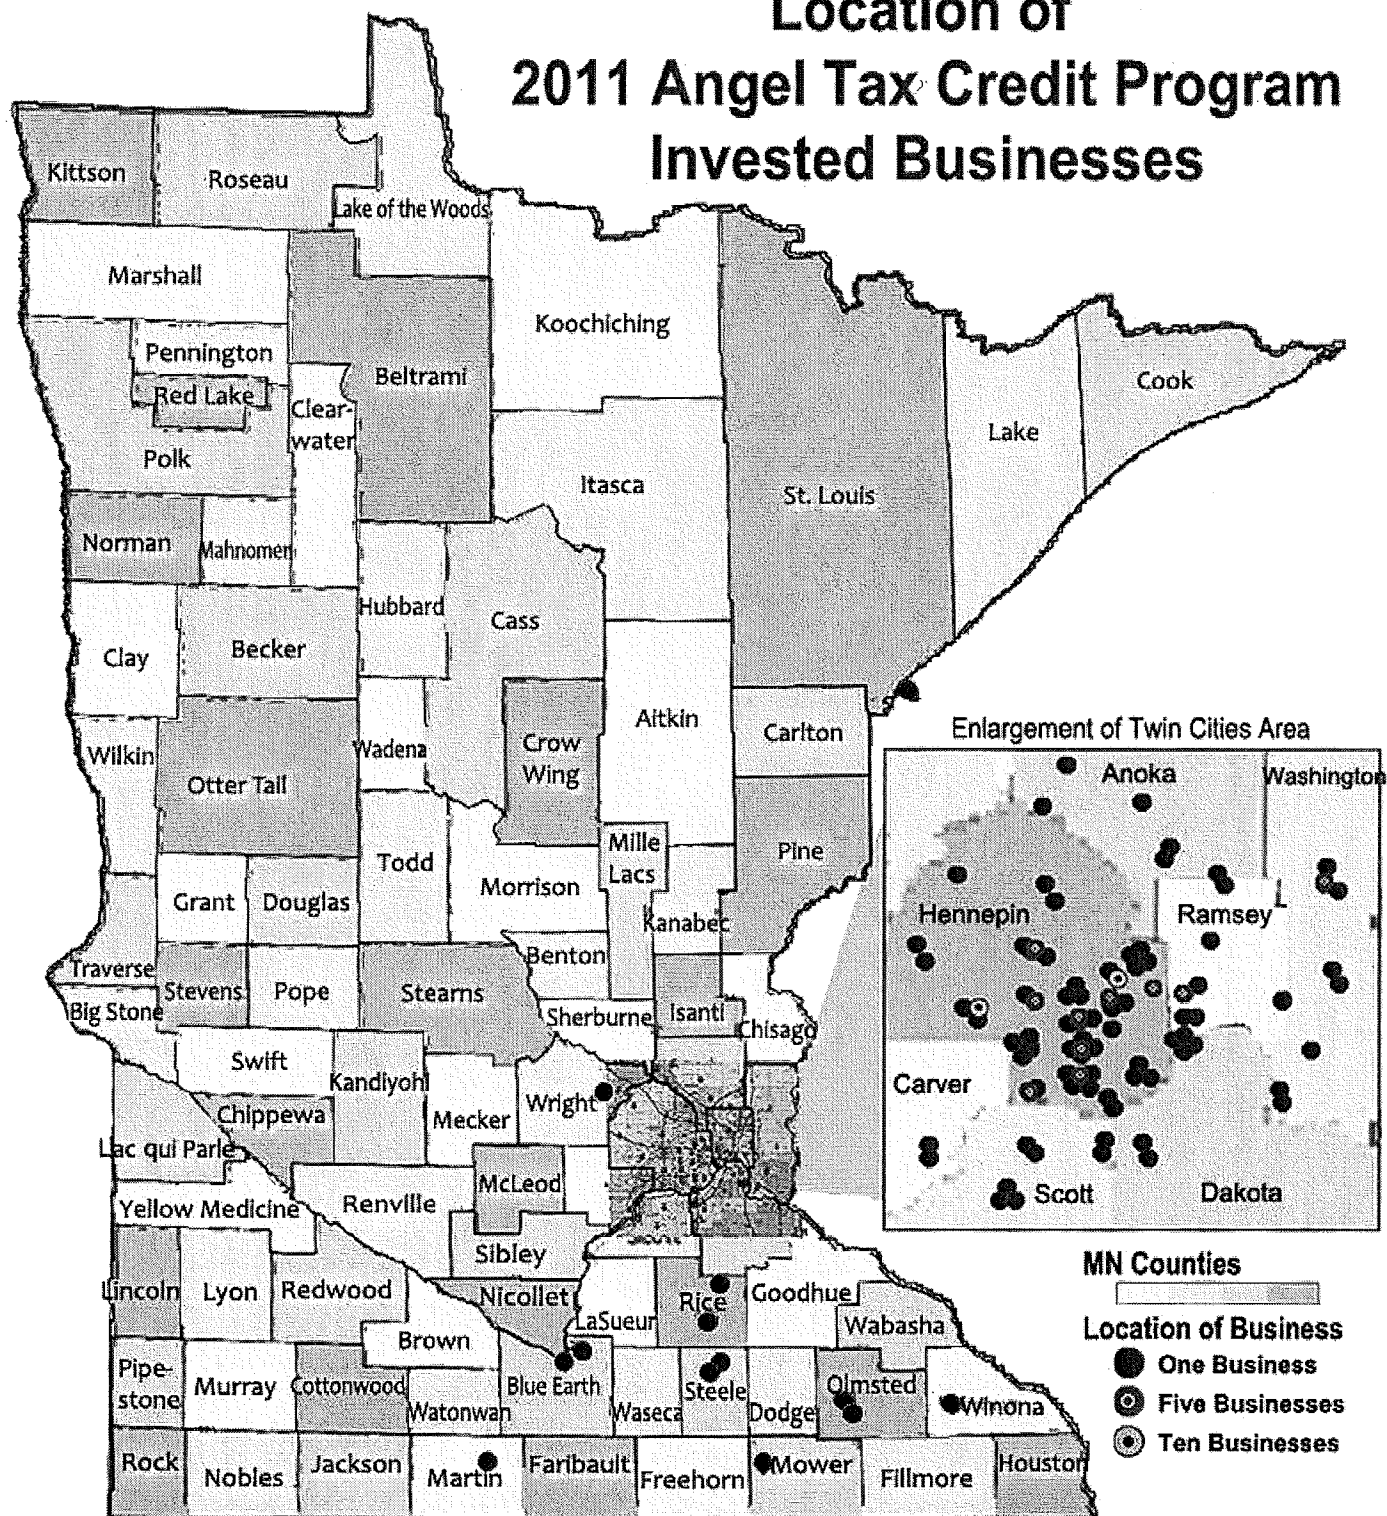 Location of
2011 Angel Tax Credit Program
Invested Businesses
Kittson
Roseau
Lake of the Woods
Marshall
Koochiching
Pennington
Beltrami
Cook
Red Lake
Clear-
water
Lake
Polk
Itasca
St. Louis
Norman
Mahnomen
Hubbard
Cass
Clay
Becker
Aitkin
Carlton
Wadena
Wilkin
Crow
Wing
Otter Tail
Enlargement of Twin Cities Area
Anoka
Washington
Mille
Lacs
Pine
Todd
Morrison
Grant
Douglas
Kanabec
Hennepin
Ramsey
Benton
Traverse
Stevens
Pope
Stearns
Big Stone
Sherburne
Isanti
Chisago
Swift
Kandiyohi
Carver
Wright
Chippewa
Mecker
Lac qui Parle
McLeod
Scott
Dakota
Renville
Yellow Medicine
Sibley
MN Counties
Lincoln
Lyon
Redwood
Nicollet
LaSueur
Rice
Goodhue
Wabasha
Location of Business
Brown
One Business
Pipe-
stone
Murray
Cottonwood
Watonwan
Blue Earth
Waseca
Steele
Dodge
Olmsted
Winona
Five Businesses
Ten Businesses
Rock
Nobles
Jackson
Martin
Faribault
Freehorn
Mower
Fillmore
Houston